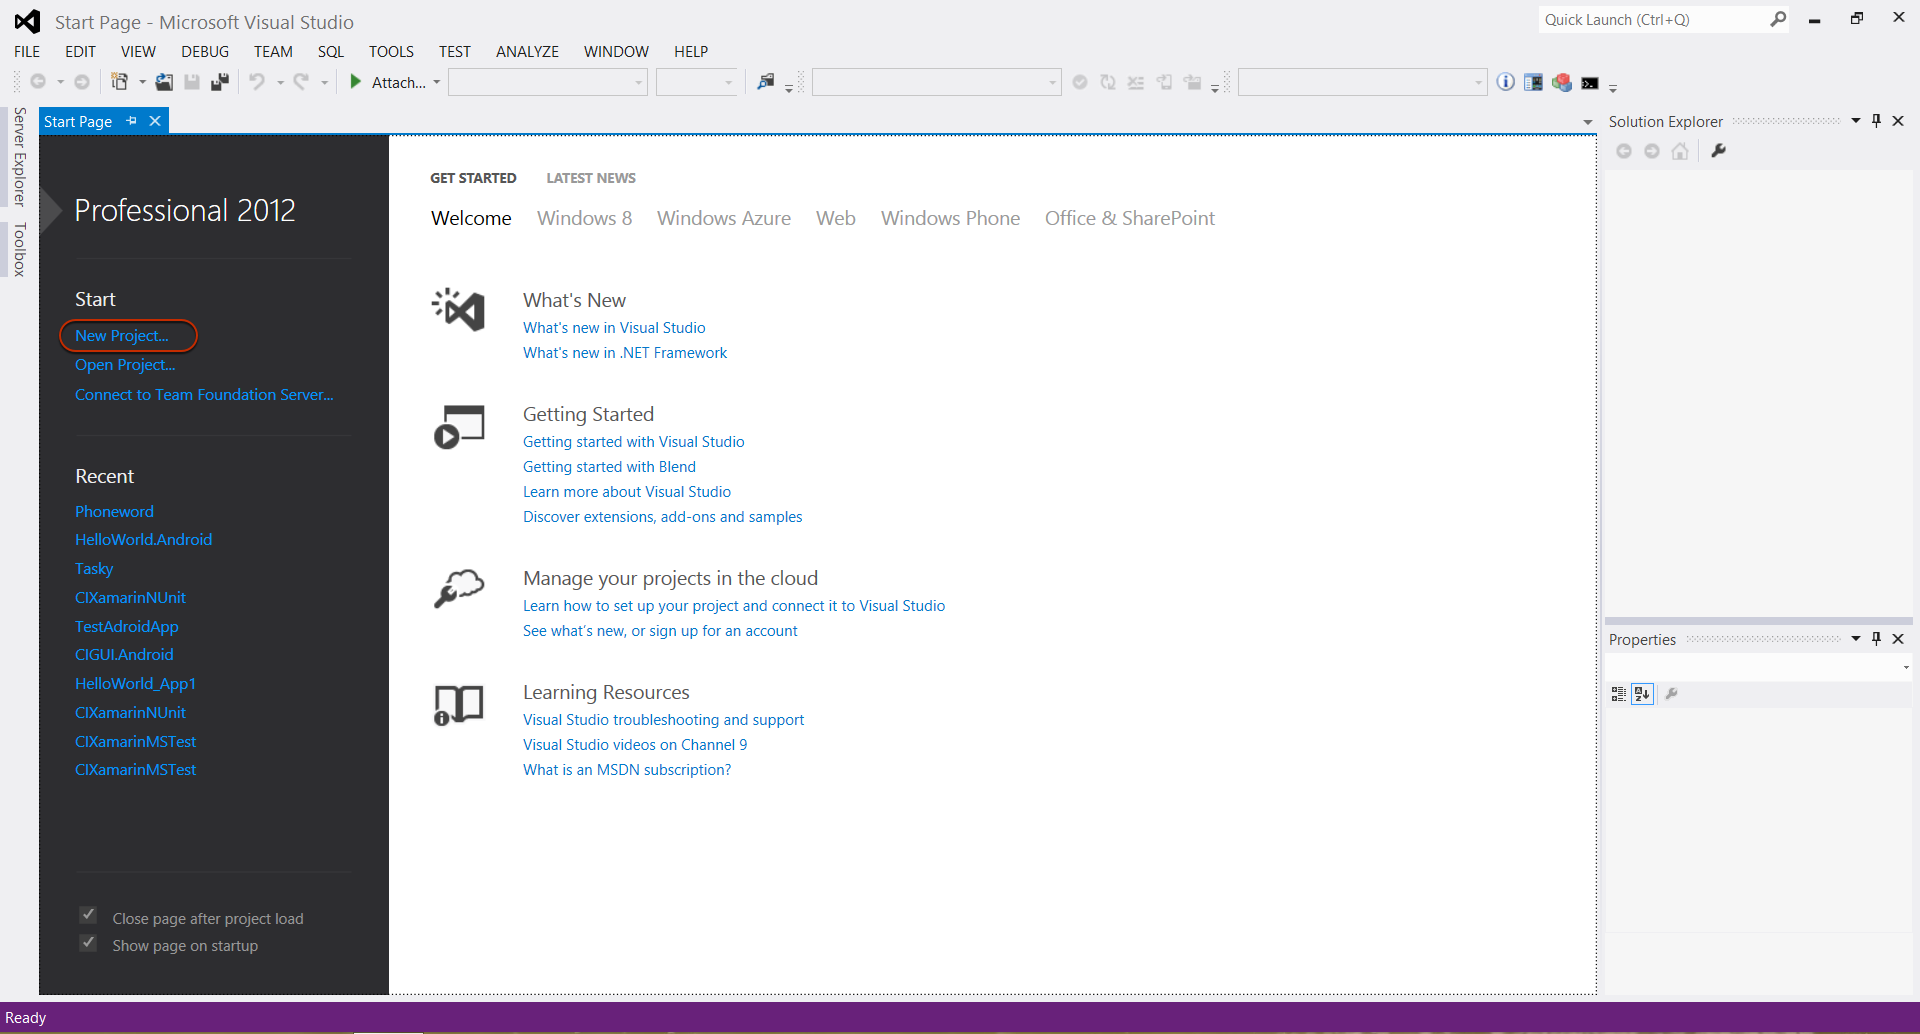 Start Page - Microsoft Visual Studio
Quick Launch (Ctrl+Q)
FILE EDIT VIEW DEBUG TEAM SQL TOOLS TEST ANALYZE WINDOW HELP
Attach...
Server Explorer
Toolbox
Start Page
Professional 2012
Start
New Project...
Open Project...
Connect to Team Foundation Server...
Recent
Phoneword
HelloWorld.Android
Tasky
CIXamarinNUnit
TestAdroidApp
CIGUI.Android
HelloWorld_App1
CIXamarinNUnit
CIXamarinMSTest
CIXamarinMSTest
Close page after project load
Show page on startup
GET STARTED LATEST NEWS
Welcome Windows 8 Windows Azure Web Windows Phone Office & SharePoint
What's New
What's new in Visual Studio
What's new in .NET Framework
Getting Started
Getting started with Visual Studio
Getting started with Blend
Learn more about Visual Studio
Discover extensions, add-ons and samples
Manage your projects in the cloud
Learn how to set up your project and connect it to Visual Studio
See what's new, or sign up for an account
Learning Resources
Visual Studio troubleshooting and support
Visual Studio videos on Channel 9
What is an MSDN subscription?
Solution Explorer
Properties
Ready